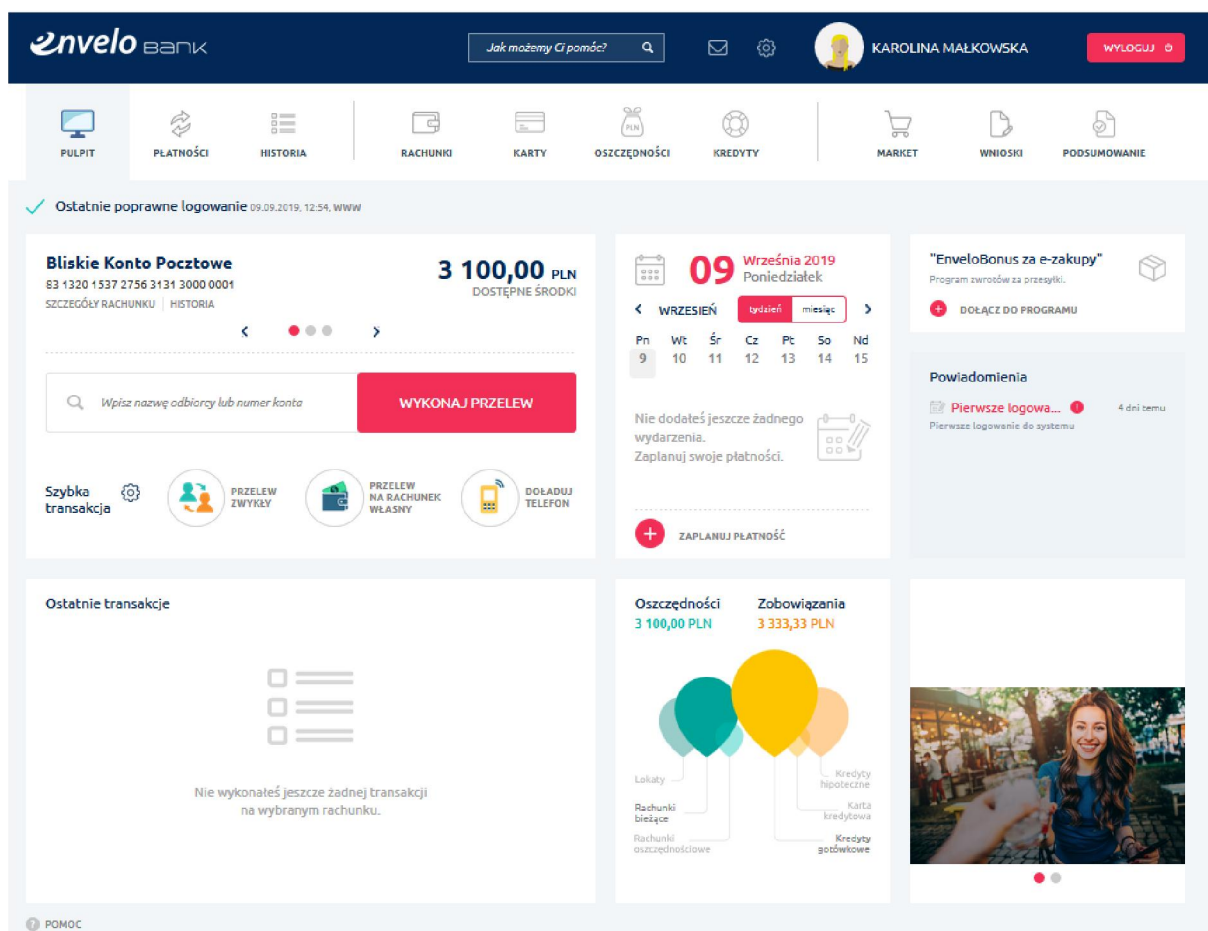 envelo BANK
Jak możemy Ci pomóc?
KAROLINA MAŁKOWSKA
WYLOGUJ
PULPIT
PŁATNOŚCI
HISTORIA
RACHUNKI
KARTY
PLN
OSZCZĘDNOŚCI
KREDYTY
MARKET
WNIOSKI
PODSUMOWANIE
Ostatnie poprawne logowanie 09.09.2019, 12:54, WWW
Bliskie Konto Pocztowe
83 1320 1537 2756 3131 3000 0001
SZCZEGÓŁY RACHUNKU | HISTORIA
3 100,00 PLN
DOSTĘPNE ŚRODKI
Wpisz nazwę odbiorcy lub numer konta
WYKONAJ PRZELEW
Szybka
transakcja
PRZELEW
ZWYKŁY
PRZELEW
NA RACHUNEK
WŁASNY
DOŁADUJ
TELEFON
09
Września 2019
Poniedziałek
WRZESIEŃ
tydzień
miesiąc
Pn Wt Śr Cz Pt So Nd
9 10 11 12 13 14 15
Nie dodałeś jeszcze żadnego
wydarzenia.
Zaplanuj swoje płatności.
ZAPLANUJ PŁATNOŚĆ
"EnveloBonus za e-zakupy"
Program zwrotów za przesyłki.
DOŁĄCZ DO PROGRAMU
Powiadomienia
Pierwsze logowa... ! 4 dni temu
Pierwsze logowanie do systemu
Ostatnie transakcje
Nie wykonałeś jeszcze żadnej transakcji
na wybranym rachunku.
Oszczędności
3 100,00 PLN
Zobowiązania
3 333,33 PLN
Lokaty
Rachunki
bieżące
Rachunki
oszczędnościowe
Kredyty
hipoteczne
Karta
kredytowa
Kredyty
gotówkowe
? POMOC